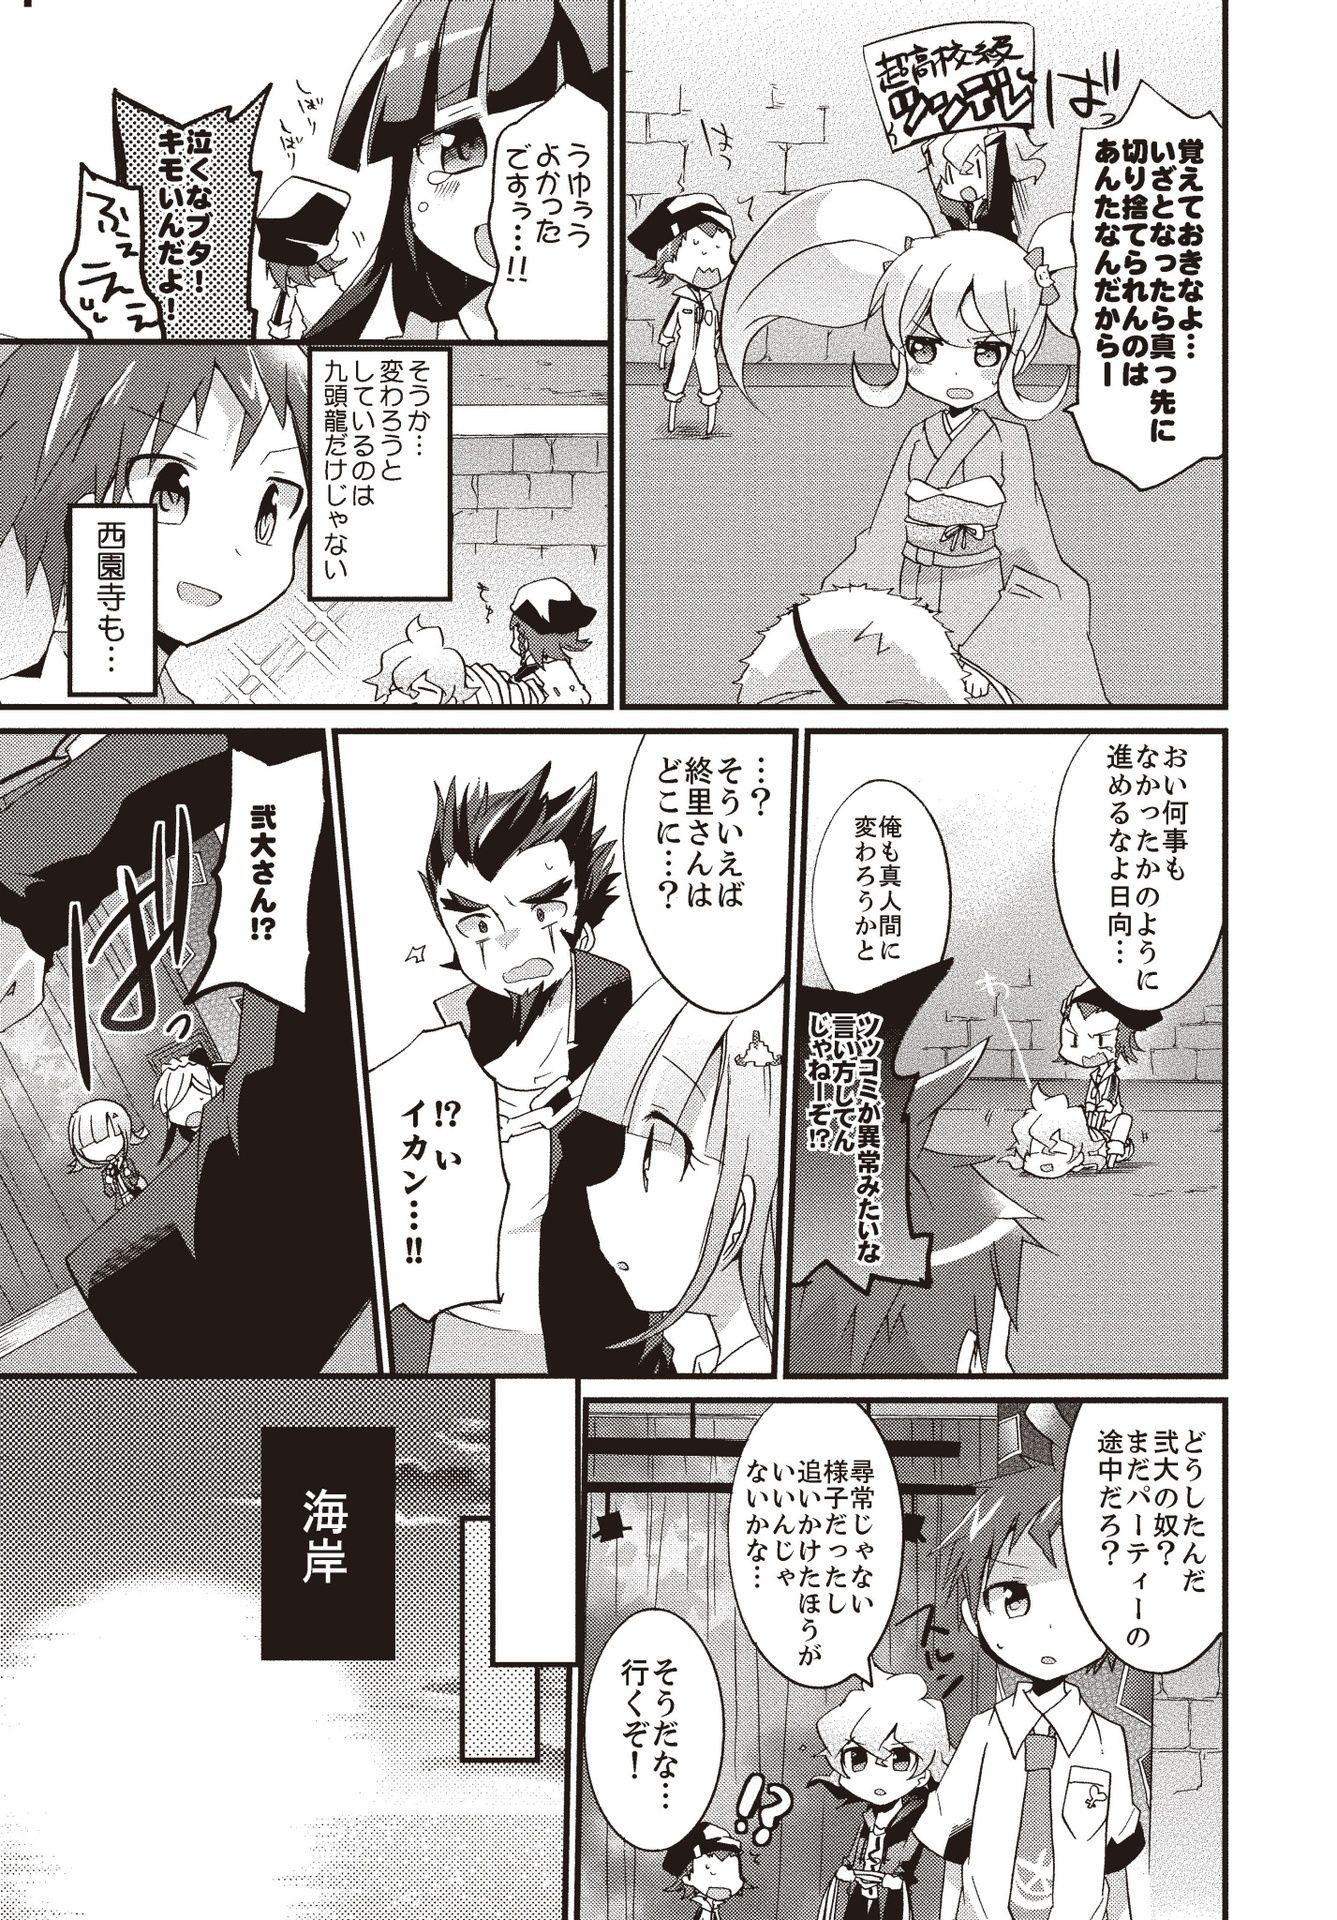 超高校級
ツンデレ
ばっ
覚えておきなよ…
いざとなったら真っ先に
切り捨てられんのは
あんたなんだからー
うゆぅぅ
よかった
ですぅ…!!
泣くなブタ!
キモいんだよ!
ふえぇぇん
そうか…
変わろうと
しているのは
九頭龍だけじゃない
西園寺も…
おい何事も
なかったかのように
進めるなよ日向…
俺も真人間に
変わろうかと
ツッコミが異常みたいな
言い方してん
じゃねーぞ!?
…?
そういえば
終里さんは
どこに…?
!?い
イカン…!!
弐大さん!?
ばっ
どうしたんだ
弐大の奴?
まだパーティーの
途中だろ?
尋常じゃない
様子だったし
追いかけたほうが
いいんじゃ
ないかな…
スルン
そうだな…
行くぞ!
!?
海岸